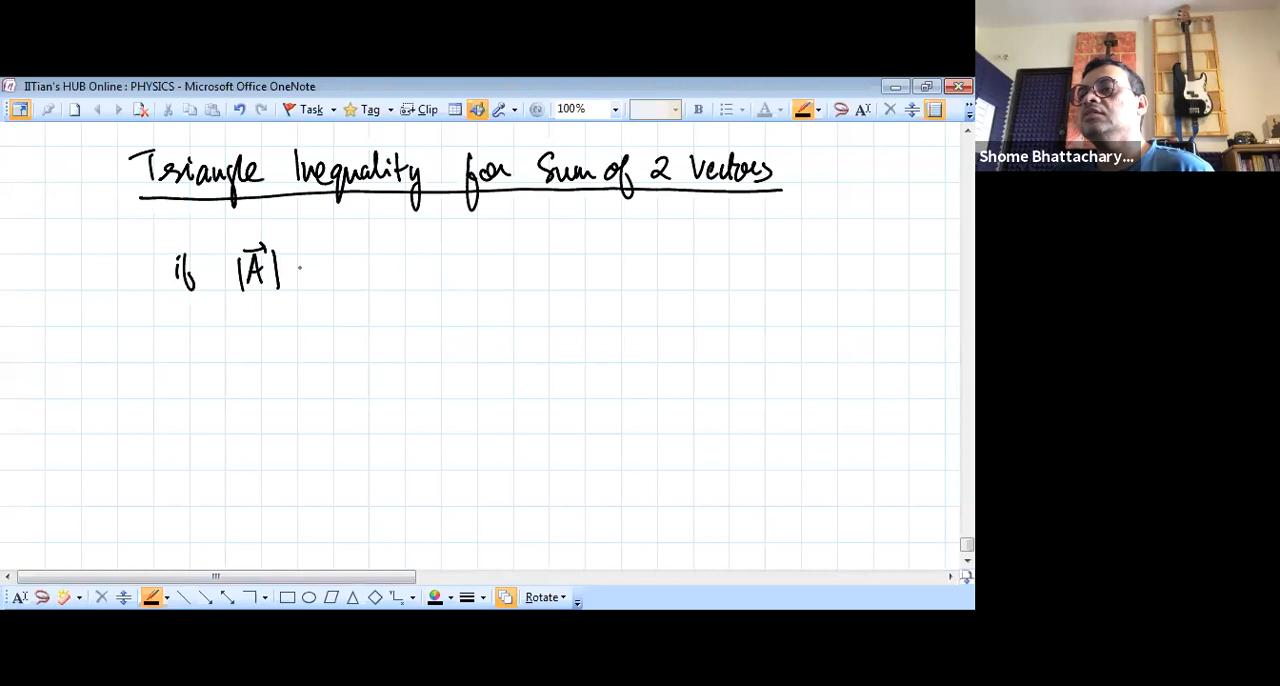 IITian's HUB Online : PHYSICS - Microsoft Office OneNote
Task Tag Clip 100% B A
Triangle Inequality for Sum of 2 Vectors
if |A⃗|
Shome Bhattachary...
A Rotate